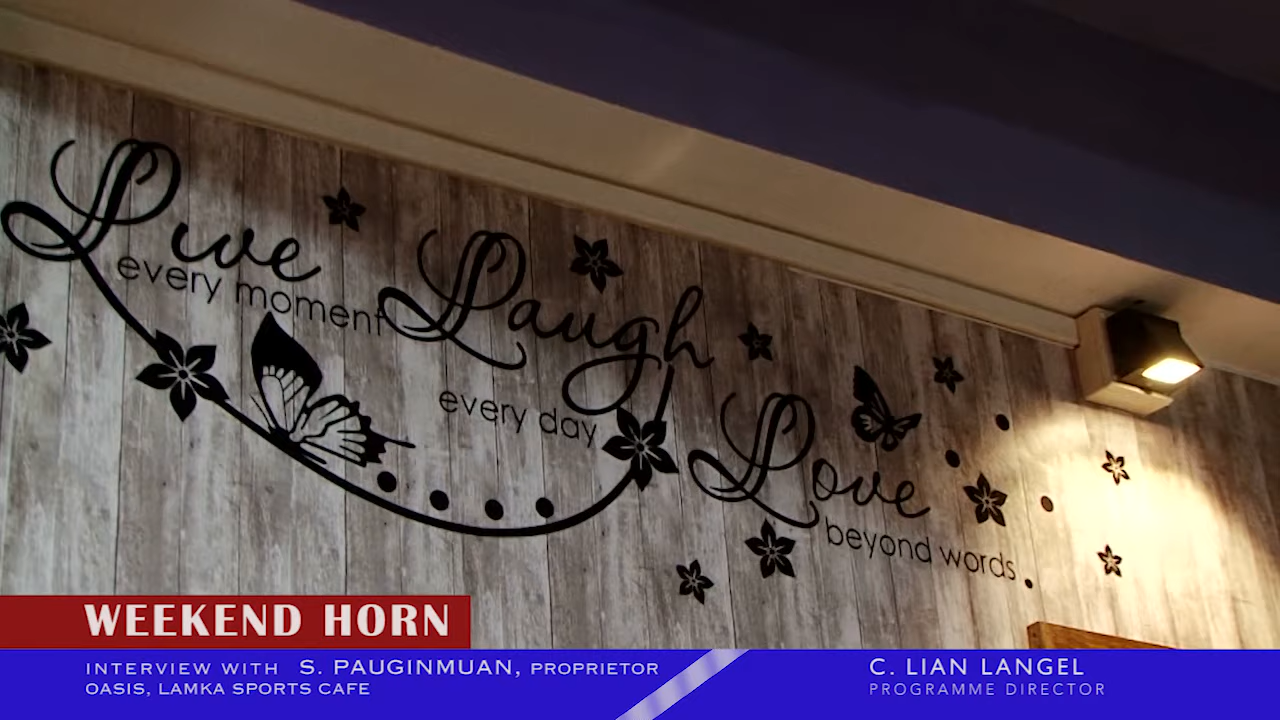 Live
every moment
Laugh
every day
Love
beyond words
WEEKEND HORN
INTERVIEW WITH S. PAUGINMUAN, PROPRIETOR
OASIS, LAMKA SPORTS CAFE
C. LIAN LANGEL
PROGRAMME DIRECTOR